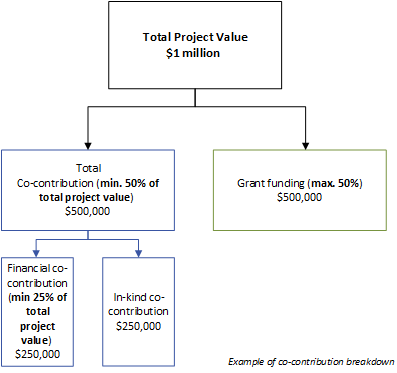 Total Project Value
$1 million
Total
Co-contribution (min. 50% of
total project value)
$500,000
Grant funding (max. 50%)
$500,000
Financial co-
contribution
(min 25% of
total
project
value)
$250,000
In-kind co-
contribution
$250,000
Example of co-contribution breakdown